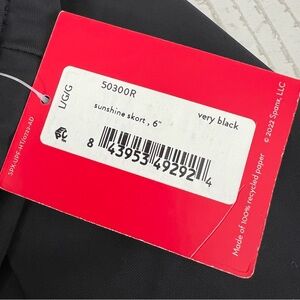 50300R
L/G/G
sunshine skort , 6"
very black
8 43953 49292 4
© 2022 Spanx, LLC
Made of 100% recycled paper